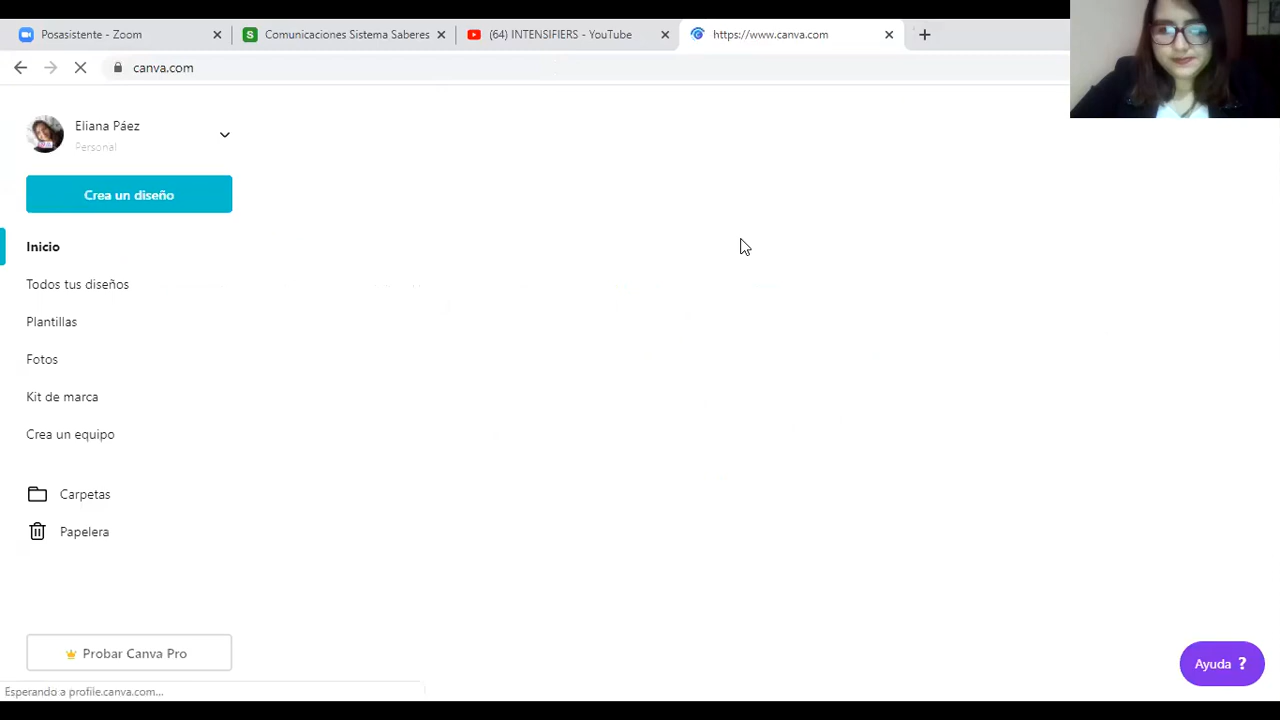 Posasistente - Zoom
Comunicaciones Sistema Saberes
(64) INTENSIFIERS - YouTube
https://www.canva.com
canva.com
Eliana Páez
Personal
Crea un diseño
Inicio
Todos tus diseños
Plantillas
Fotos
Kit de marca
Crea un equipo
Carpetas
Papelera
Probar Canva Pro
Ayuda ?
Esperando a profile.canva.com...